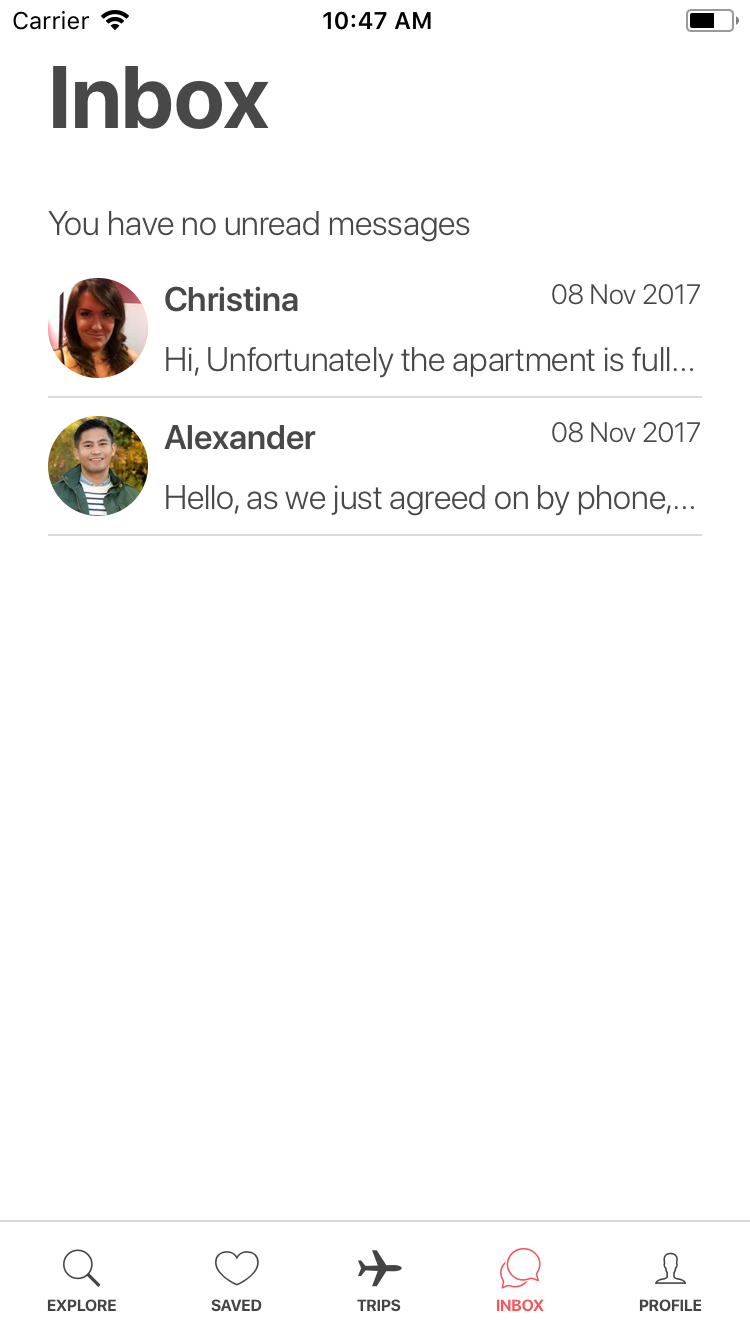 Carrier 10:47 AM
Inbox
You have no unread messages
Christina 08 Nov 2017
Hi, Unfortunately the apartment is full...
Alexander 08 Nov 2017
Hello, as we just agreed on by phone,...
EXPLORE SAVED TRIPS INBOX PROFILE